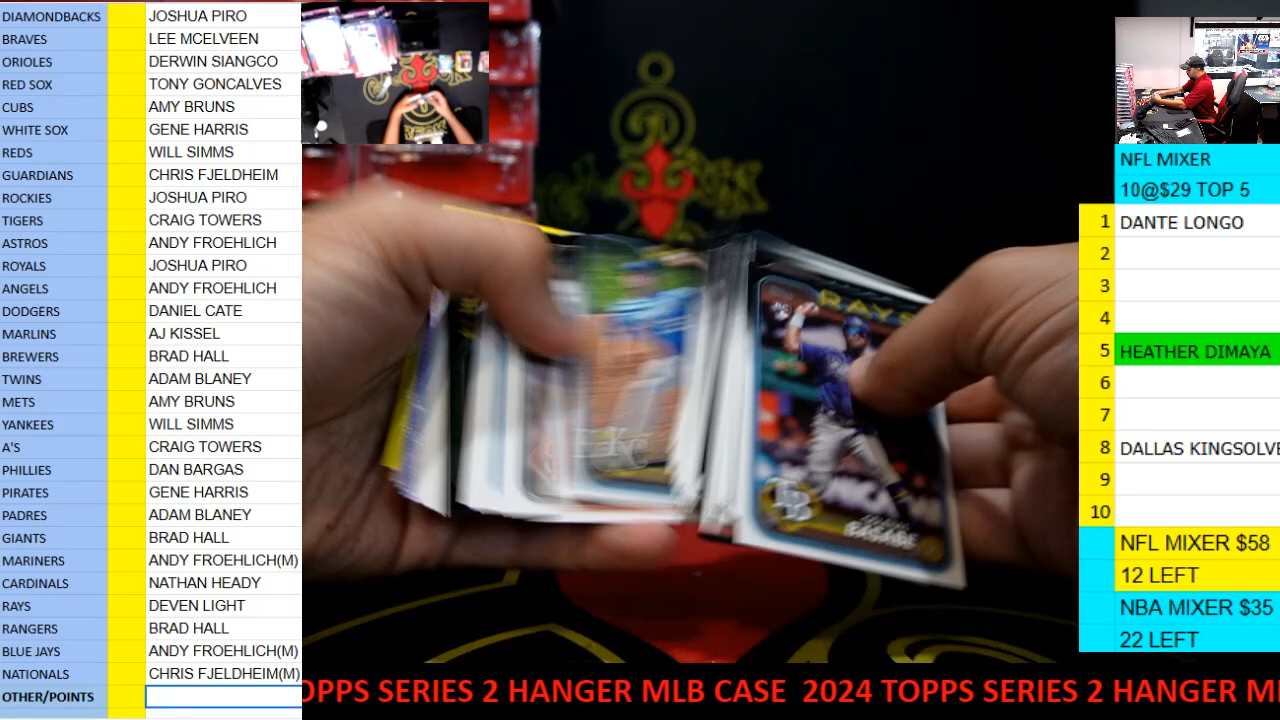 DIAMONDBACKS JOSHUA PIRO
BRAVES LEE MCELVEEN
ORIOLES DERWIN SIANGCO
RED SOX TONY GONCALVES
CUBS AMY BRUNS
WHITE SOX GENE HARRIS
REDS WILL SIMMS
GUARDIANS CHRIS FJELDHEIM
ROCKIES JOSHUA PIRO
TIGERS CRAIG TOWERS
ASTROS ANDY FROEHLICH
ROYALS JOSHUA PIRO
ANGELS ANDY FROEHLICH
DODGERS DANIEL CATE
MARLINS AJ KISSEL
BREWERS BRAD HALL
TWINS ADAM BLANEY
METS AMY BRUNS
YANKEES WILL SIMMS
A'S CRAIG TOWERS
PHILLIES DAN BARGAS
PIRATES GENE HARRIS
PADRES ADAM BLANEY
GIANTS BRAD HALL
MARINERS ANDY FROEHLICH(M)
CARDINALS NATHAN HEADY
RAYS DEVEN LIGHT
RANGERS BRAD HALL
BLUE JAYS ANDY FROEHLICH(M)
NATIONALS CHRIS FJELDHEIM(M)
OTHER/POINTS
RAYS
NFL MIXER
10@$29 TOP 5
1 DANTE LONGO
2
3
4
5 HEATHER DIMAYA
6
7
8 DALLAS KINGSOLVE
9
10
NFL MIXER $58
12 LEFT
NBA MIXER $35
22 LEFT
OPPS SERIES 2 HANGER MLB CASE 2024 TOPPS SERIES 2 HANGER M